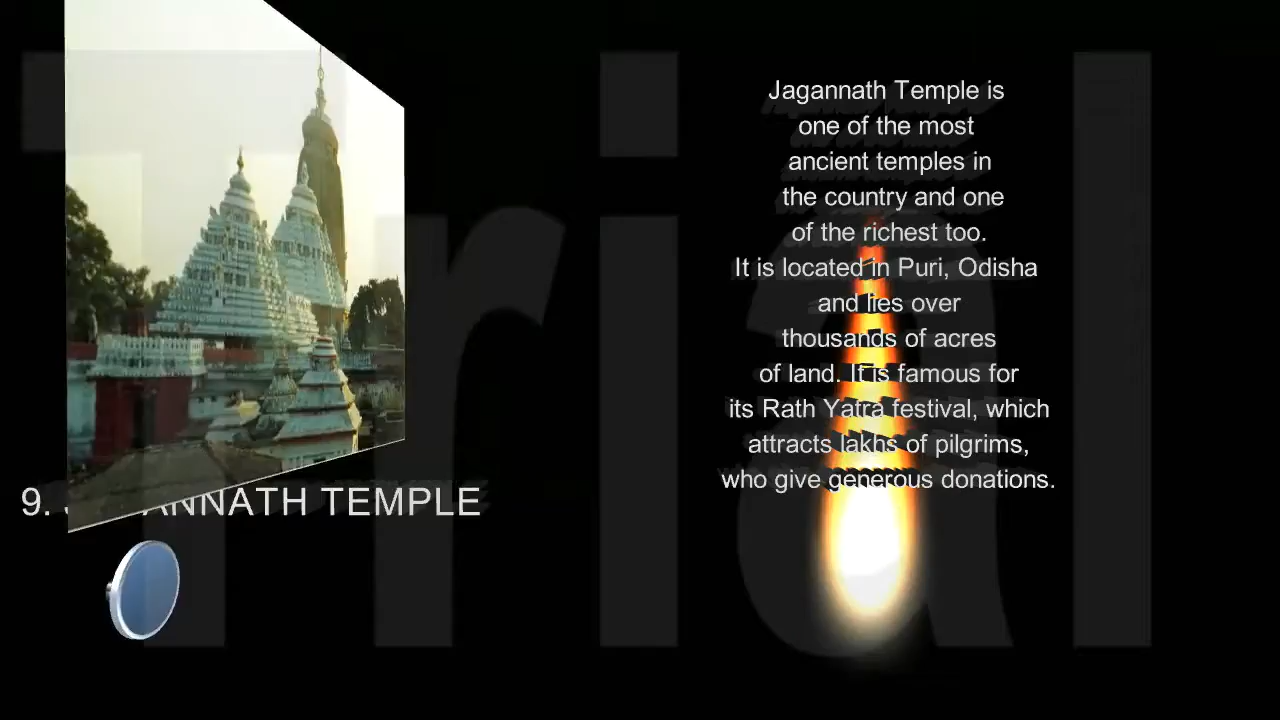 Trial
Jagannath Temple is
one of the most
ancient temples in
the country and one
of the richest too.
It is located in Puri, Odisha
and lies over
thousands of acres
of land. It is famous for
its Rath Yatra festival, which
attracts lakhs of pilgrims,
who give generous donations.
9. TEMPLE